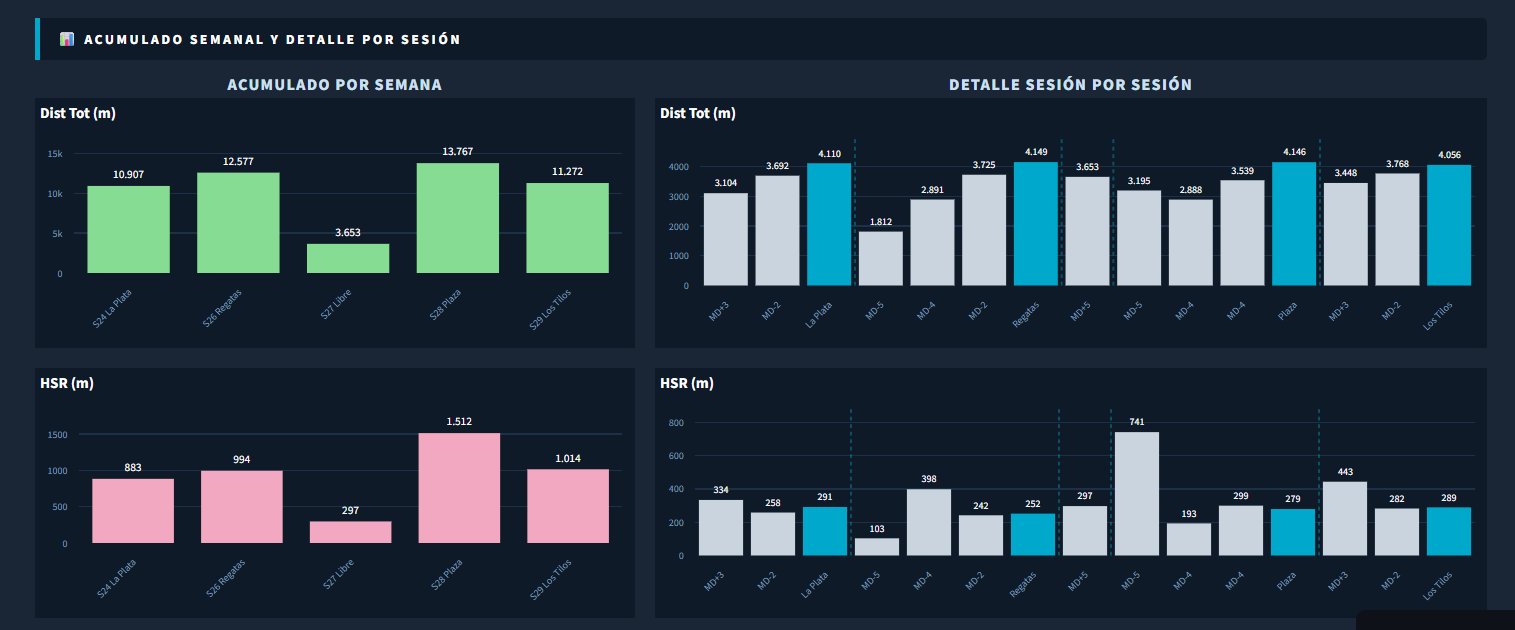 📊 ACUMULADO SEMANAL Y DETALLE POR SESIÓN
ACUMULADO POR SEMANA
Dist Tot (m)
15k
10k
5k
0
10.907
12.577
3.653
13.767
11.272
S24 La Plata
S26 Regatas
S27 Libre
S28 Plaza
S29 Los Tilos
DETALLE SESIÓN POR SESIÓN
Dist Tot (m)
4000
3000
2000
1000
0
3.104
3.692
4.110
1.812
2.891
3.725
4.149
3.653
3.195
2.888
3.539
4.146
3.448
3.768
4.056
MD+3
MD-2
La Plata
MD-5
MD-4
MD-2
Regatas
MD+5
MD-5
MD-4
MD-4
Plaza
MD+3
MD-2
Los Tilos
HSR (m)
1500
1000
500
0
883
994
297
1.512
1.014
S24 La Plata
S26 Regatas
S27 Libre
S28 Plaza
S29 Los Tilos
HSR (m)
800
600
400
200
0
334
258
291
103
398
242
252
297
741
193
299
279
443
282
289
MD+3
MD-2
La Plata
MD-5
MD-4
MD-2
Regatas
MD+5
MD-5
MD-4
MD-4
Plaza
MD+3
MD-2
Los Tilos